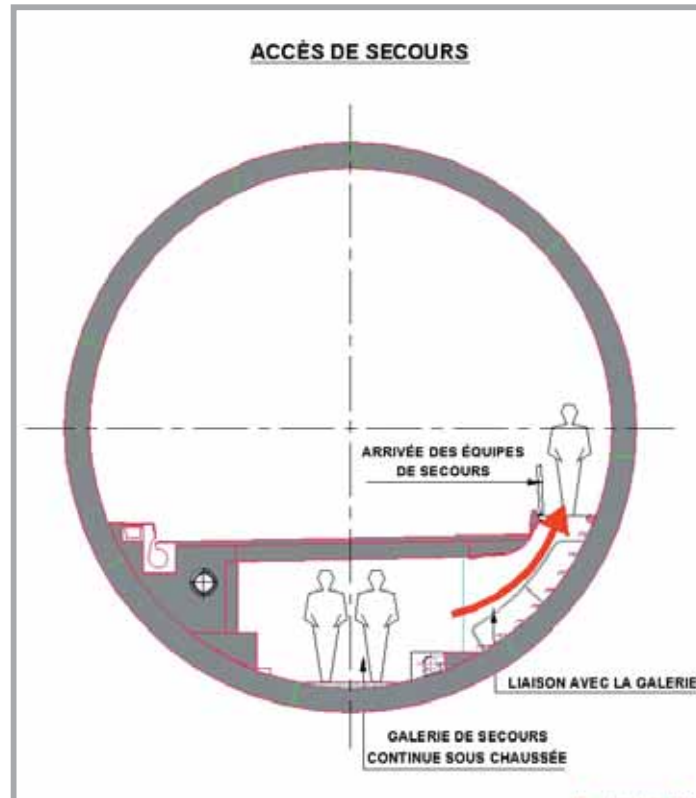 ACCÈS DE SECOURS
ARRIVÉE DES ÉQUIPES
DE SECOURS
LIAISON AVEC LA GALERIE
GALERIE DE SECOURS
CONTINUE SOUS CHAUSSÉE